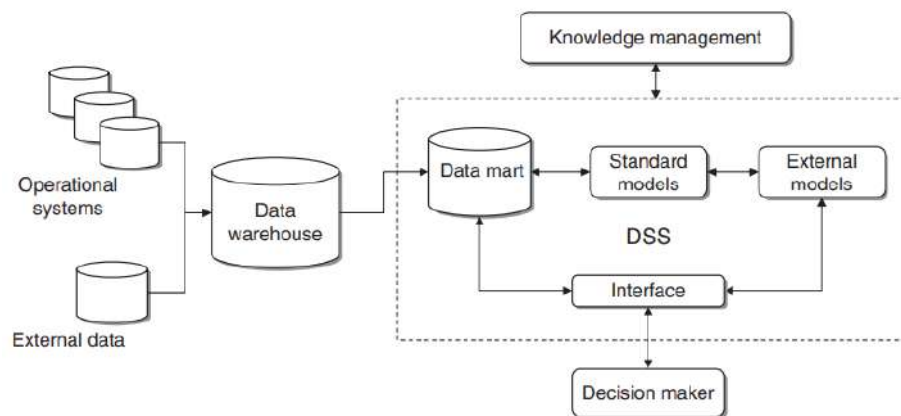 Knowledge management
Operational
systems
Data
warehouse
External data
Data mart
Standard
models
External
models
DSS
Interface
Decision maker